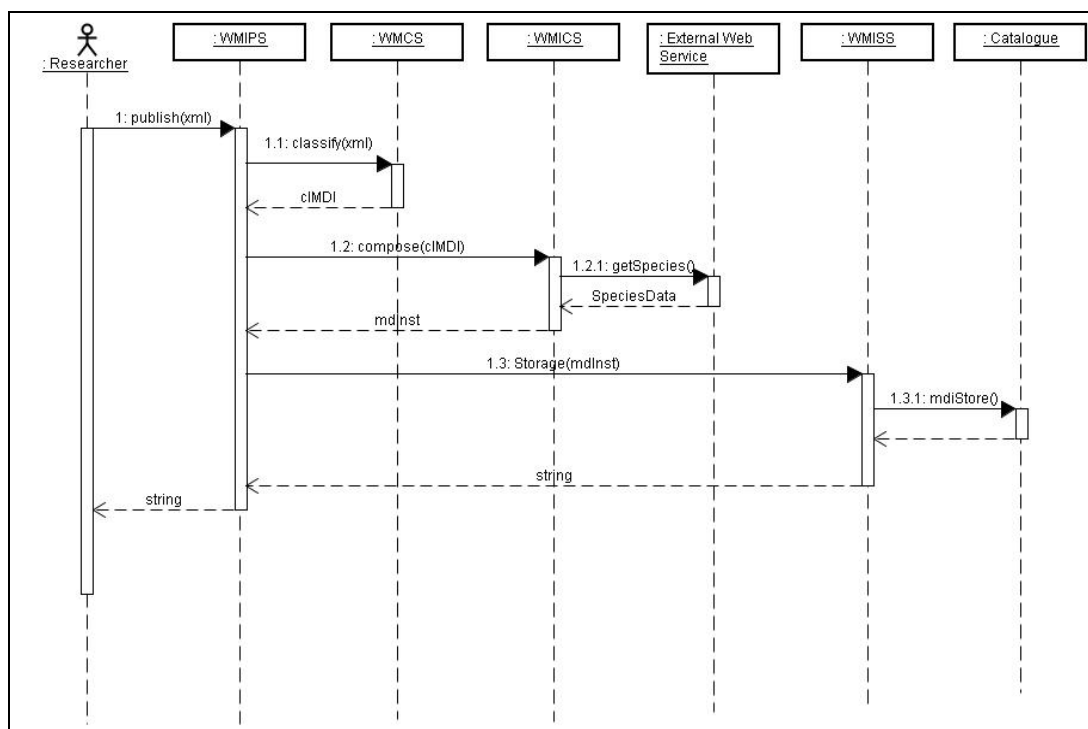 : Researcher
: WMIPS
: WMCS
: WMICS
: External Web
Service
: WMISS
: Catalogue
1: publish(xml)
1.1: classify(xml)
clMDI
1.2: compose(clMDI)
1.2.1: getSpecies()
SpeciesData
mdInst
1.3: Storage(mdInst)
1.3.1: mdiStore()
string
string